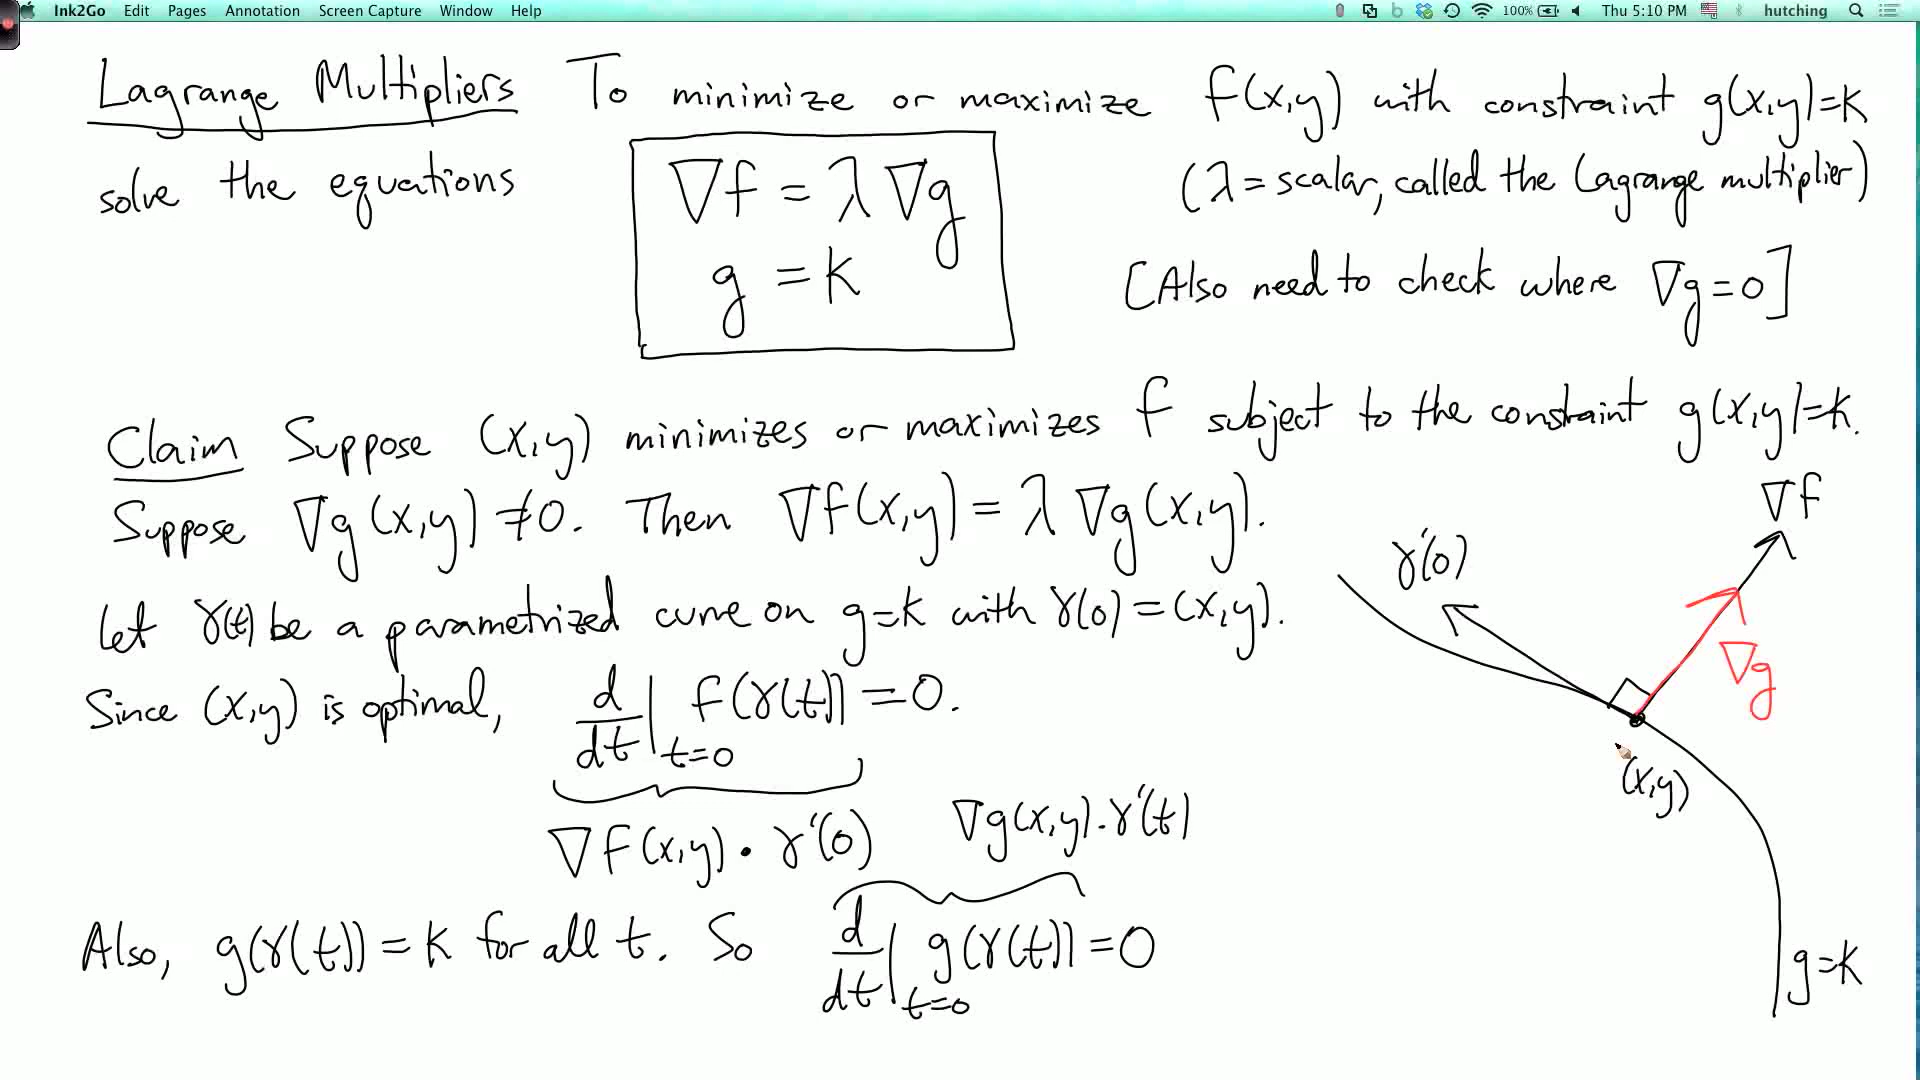 Ink2Go Edit Pages Annotation Screen Capture Window Help 100% Thu 5:10 PM hutching
Lagrange Multipliers To minimize or maximize f(x,y) with constraint g(x,y)=k
solve the equations
∇f = λ∇g
g = k
(λ = scalar, called the Lagrange multiplier)
[Also need to check where ∇g=0]
Claim Suppose (x,y) minimizes or maximizes f subject to the constraint g(x,y)=k.
Suppose ∇g(x,y) ≠ 0. Then ∇f(x,y) = λ∇g(x,y).
Let γ(t) be a parametrized curve on g=k with γ(0) = (x,y).
Since (x,y) is optimal, d/dt|t=0 f(γ(t)) = 0.
∇f(x,y) · γ'(0)
∇g(x,y) · γ'(t)
Also, g(γ(t)) = k for all t. So d/dt|t=0 g(γ(t)) = 0
∇f
γ'(0)
∇g
(x,y)
g=k